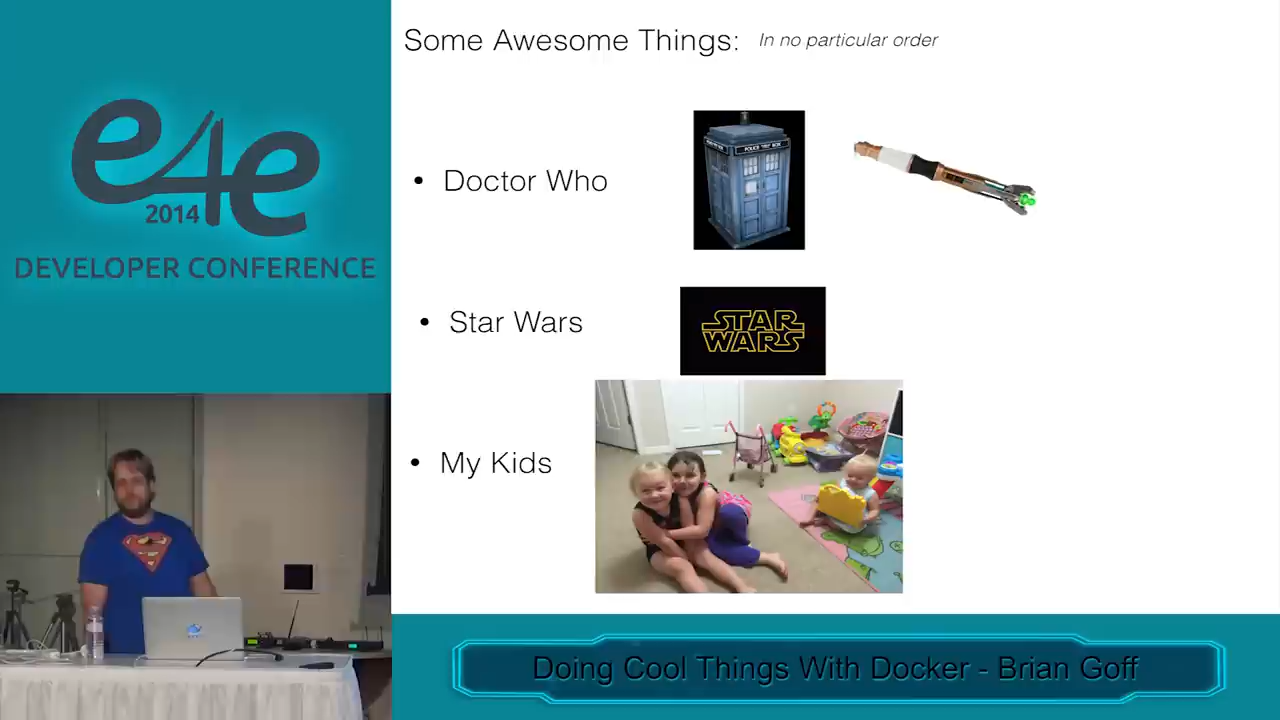 Some Awesome Things: In no particular order
e4e
2014
DEVELOPER CONFERENCE
• Doctor Who
POLICE BOX
• Star Wars
STAR
WARS
• My Kids
Doing Cool Things With Docker - Brian Goff